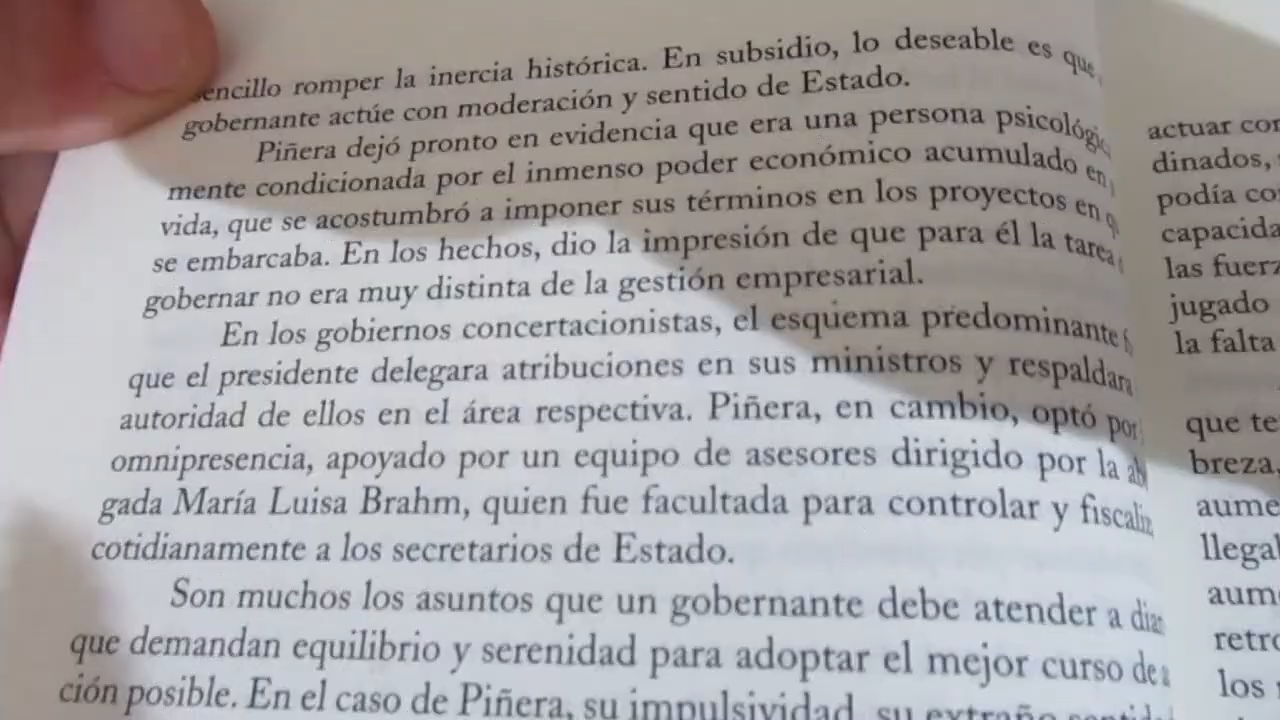 encillo romper la inercia histórica. En subsidio, lo deseable es que
gobernante actúe con moderación y sentido de Estado.
Piñera dejó pronto en evidencia que era una persona psicológi
mente condicionada por el inmenso poder económico acumulado en
vida, que se acostumbró a imponer sus términos en los proyectos en
se embarcaba. En los hechos, dio la impresión de que para él la tarea
gobernar no era muy distinta de la gestión empresarial.
En los gobiernos concertacionistas, el esquema predominante
que el presidente delegara atribuciones en sus ministros y respaldara
autoridad de ellos en el área respectiva. Piñera, en cambio, optó por
omnipresencia, apoyado por un equipo de asesores dirigido por la ab
gada María Luisa Brahm, quien fue facultada para controlar y fiscaliz
cotidianamente a los secretarios de Estado.
Son muchos los asuntos que un gobernante debe atender a diar
que demandan equilibrio y serenidad para adoptar el mejor curso de
ción posible. En el caso de Piñera, su impulsividad, su extraño
actuar con
dinados,
podía co
capacida
las fuerz
jugado
la falta
que te
breza,
aume
llegal
aum
retro
los